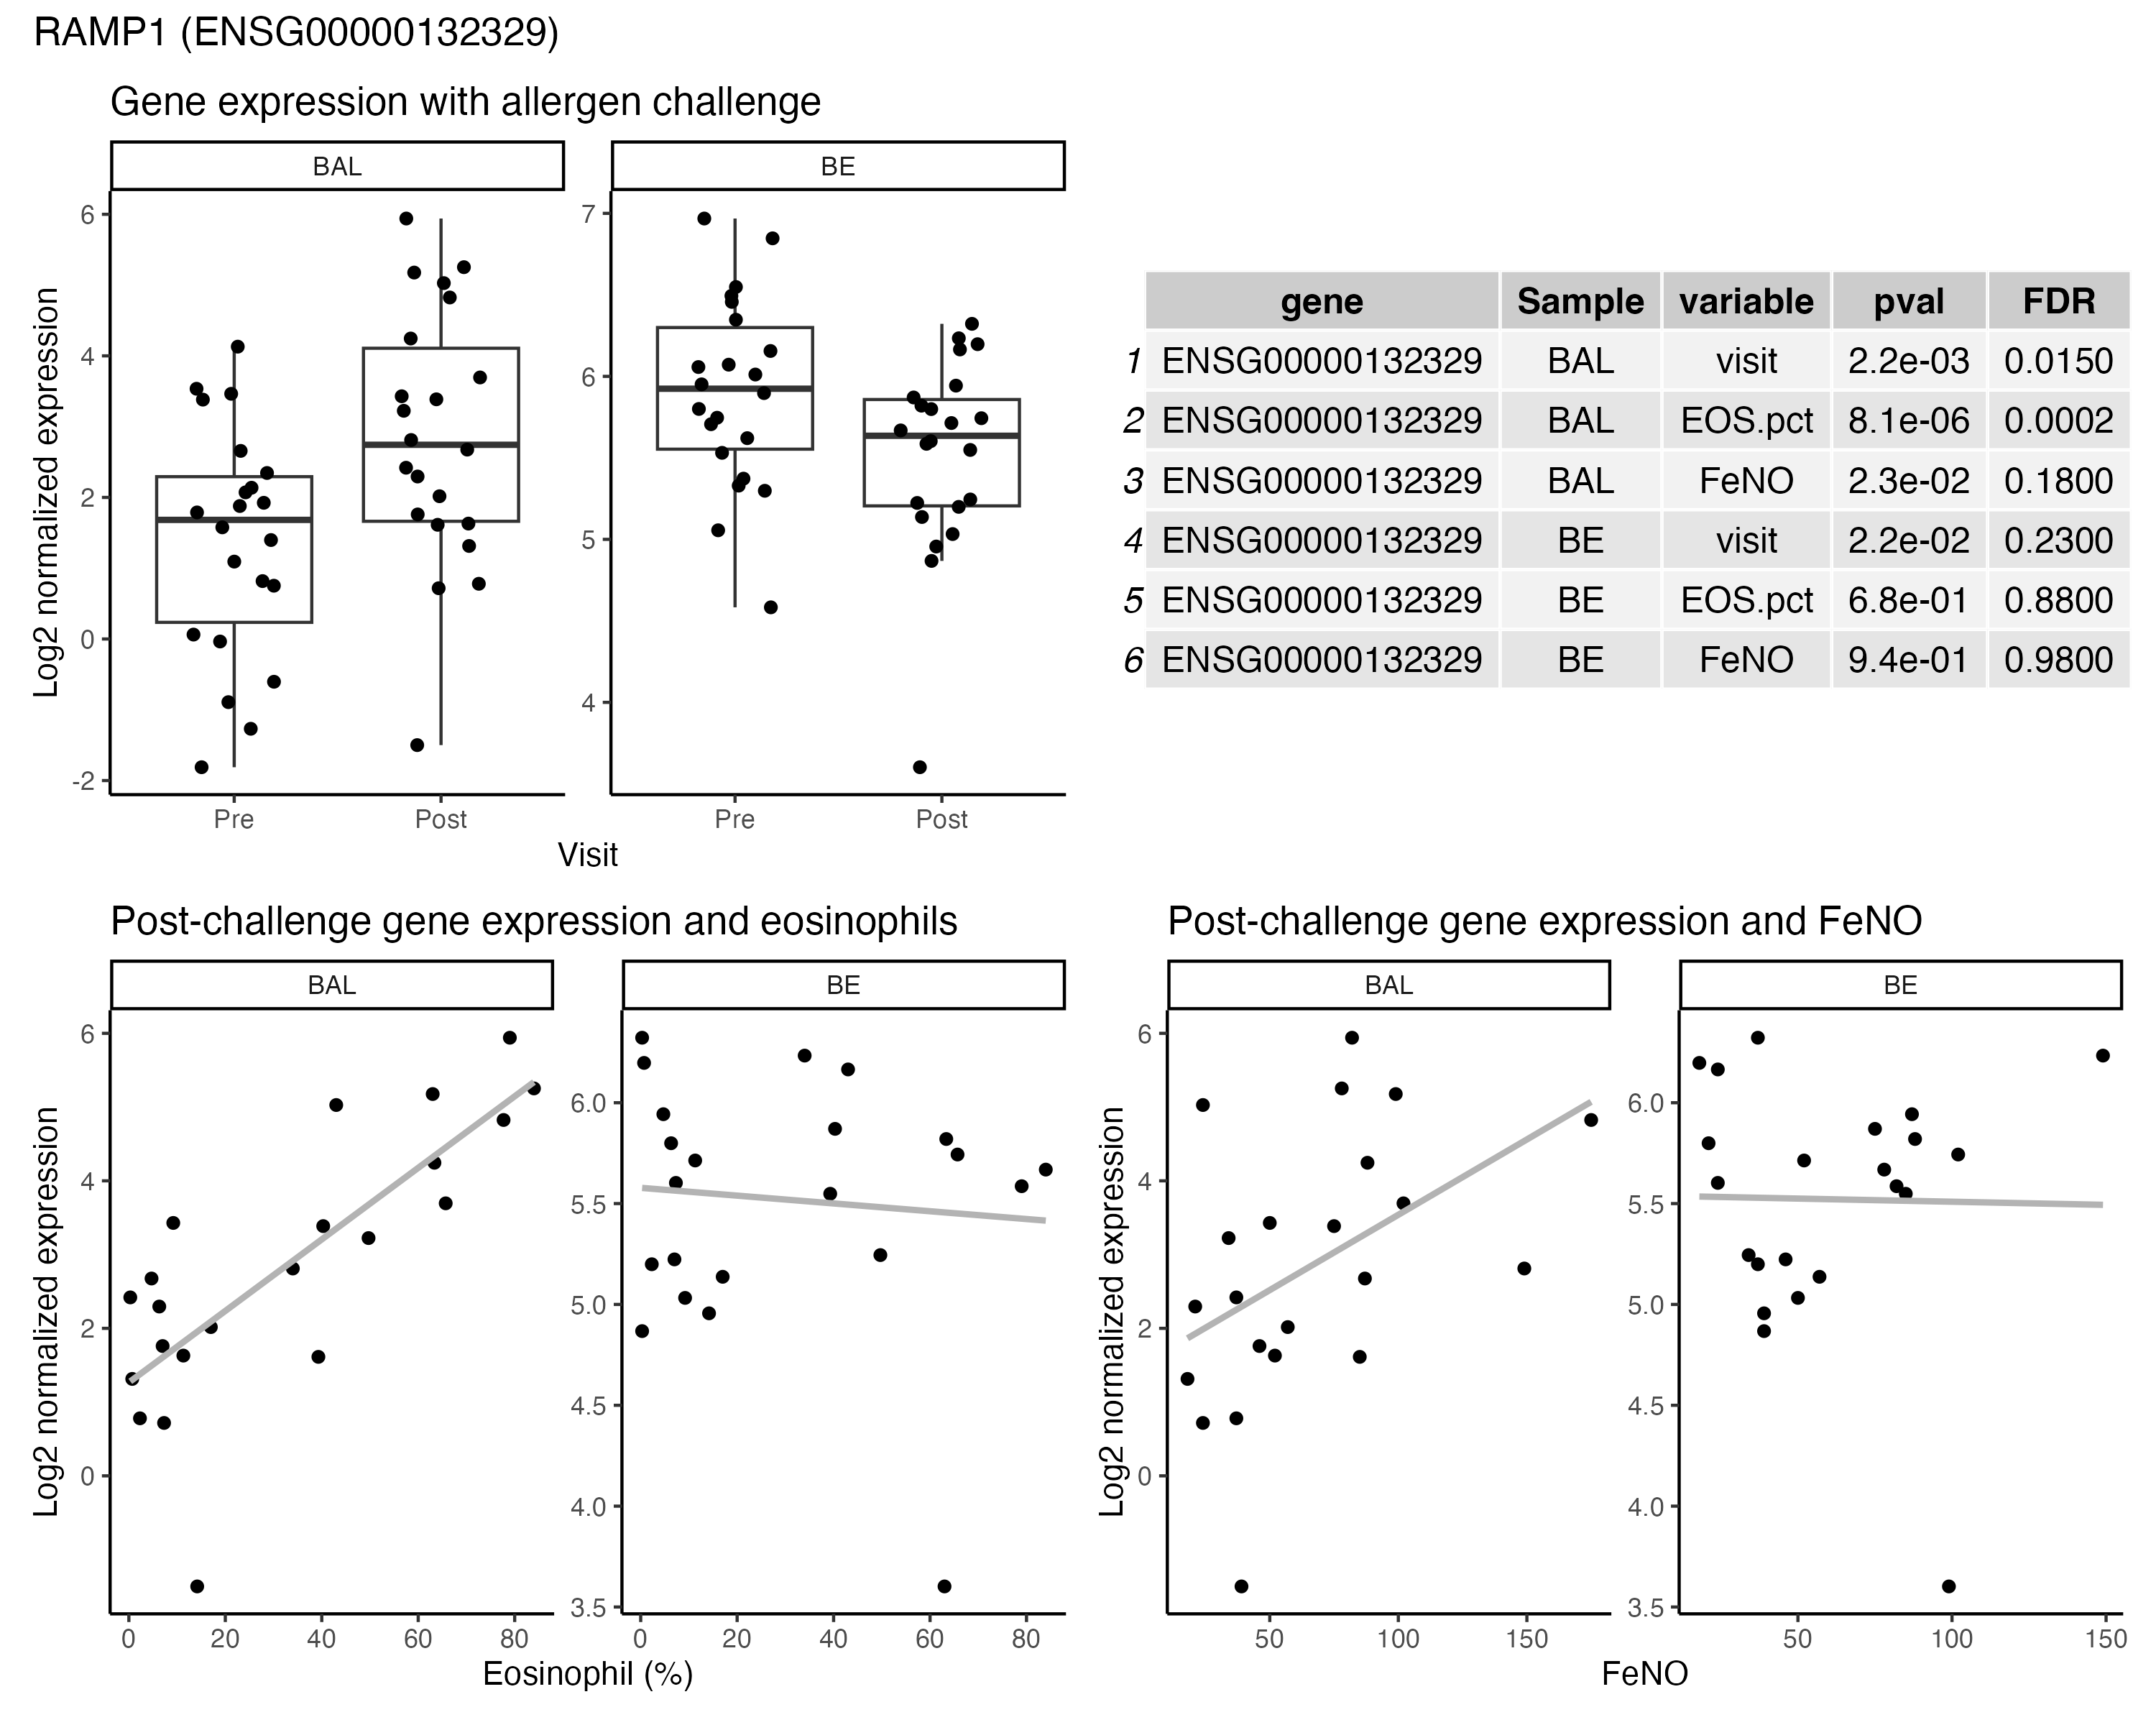 RAMP1 (ENSG00000132329)
Gene expression with allergen challenge
BAL
BE
Log2 normalized expression
6
4
2
0
-2
7
6
5
4
Pre
Post
Pre
Post
Visit
gene Sample variable pval FDR
1 ENSG00000132329 BAL visit 2.2e-03 0.0150
2 ENSG00000132329 BAL EOS.pct 8.1e-06 0.0002
3 ENSG00000132329 BAL FeNO 2.3e-02 0.1800
4 ENSG00000132329 BE visit 2.2e-02 0.2300
5 ENSG00000132329 BE EOS.pct 6.8e-01 0.8800
6 ENSG00000132329 BE FeNO 9.4e-01 0.9800
Post-challenge gene expression and eosinophils
BAL
BE
Log2 normalized expression
6
4
2
0
6.0
5.5
5.0
4.5
4.0
3.5
0 20 40 60 80
0 20 40 60 80
Eosinophil (%)
Post-challenge gene expression and FeNO
BAL
BE
Log2 normalized expression
6
4
2
0
6.0
5.5
5.0
4.5
4.0
3.5
50 100 150
50 100 150
FeNO